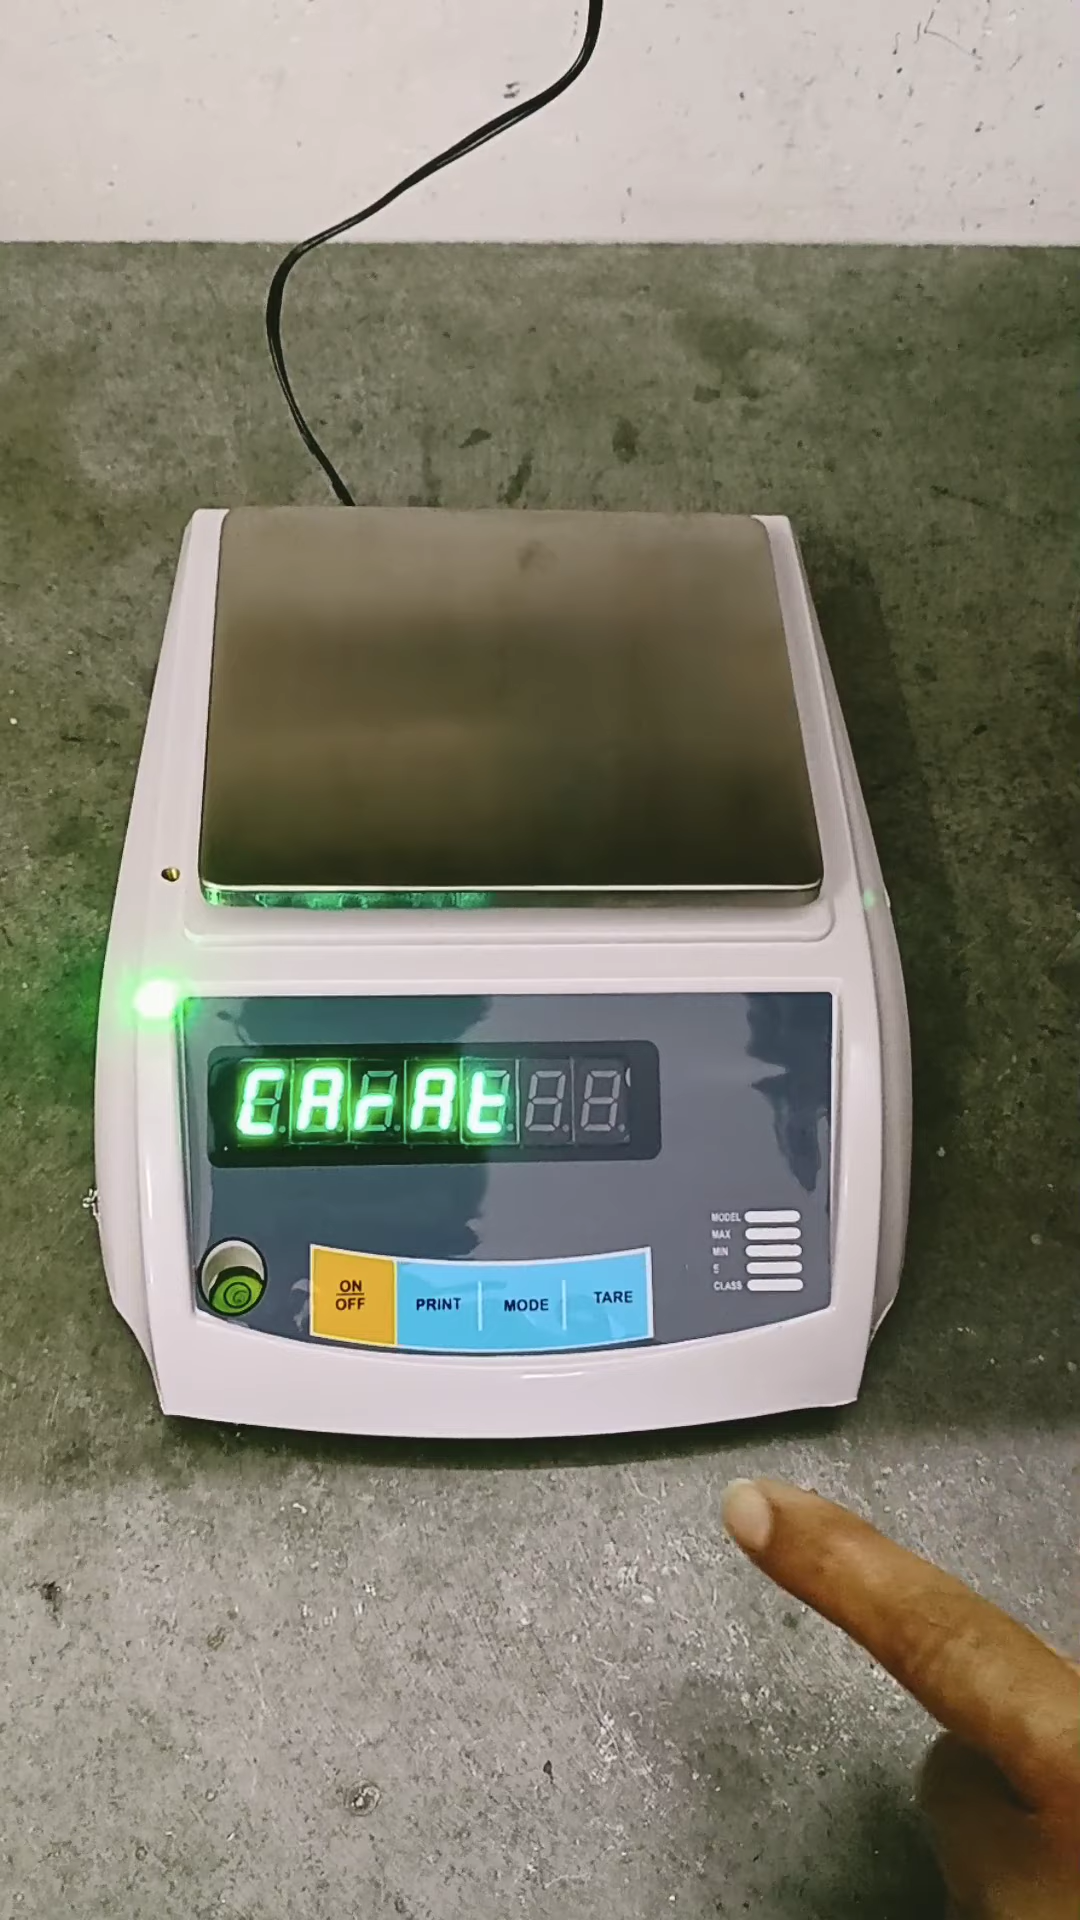 CArAt
MODEL
MAX
MIN
CLASS
ON
OFF
PRINT
MODE
TARE